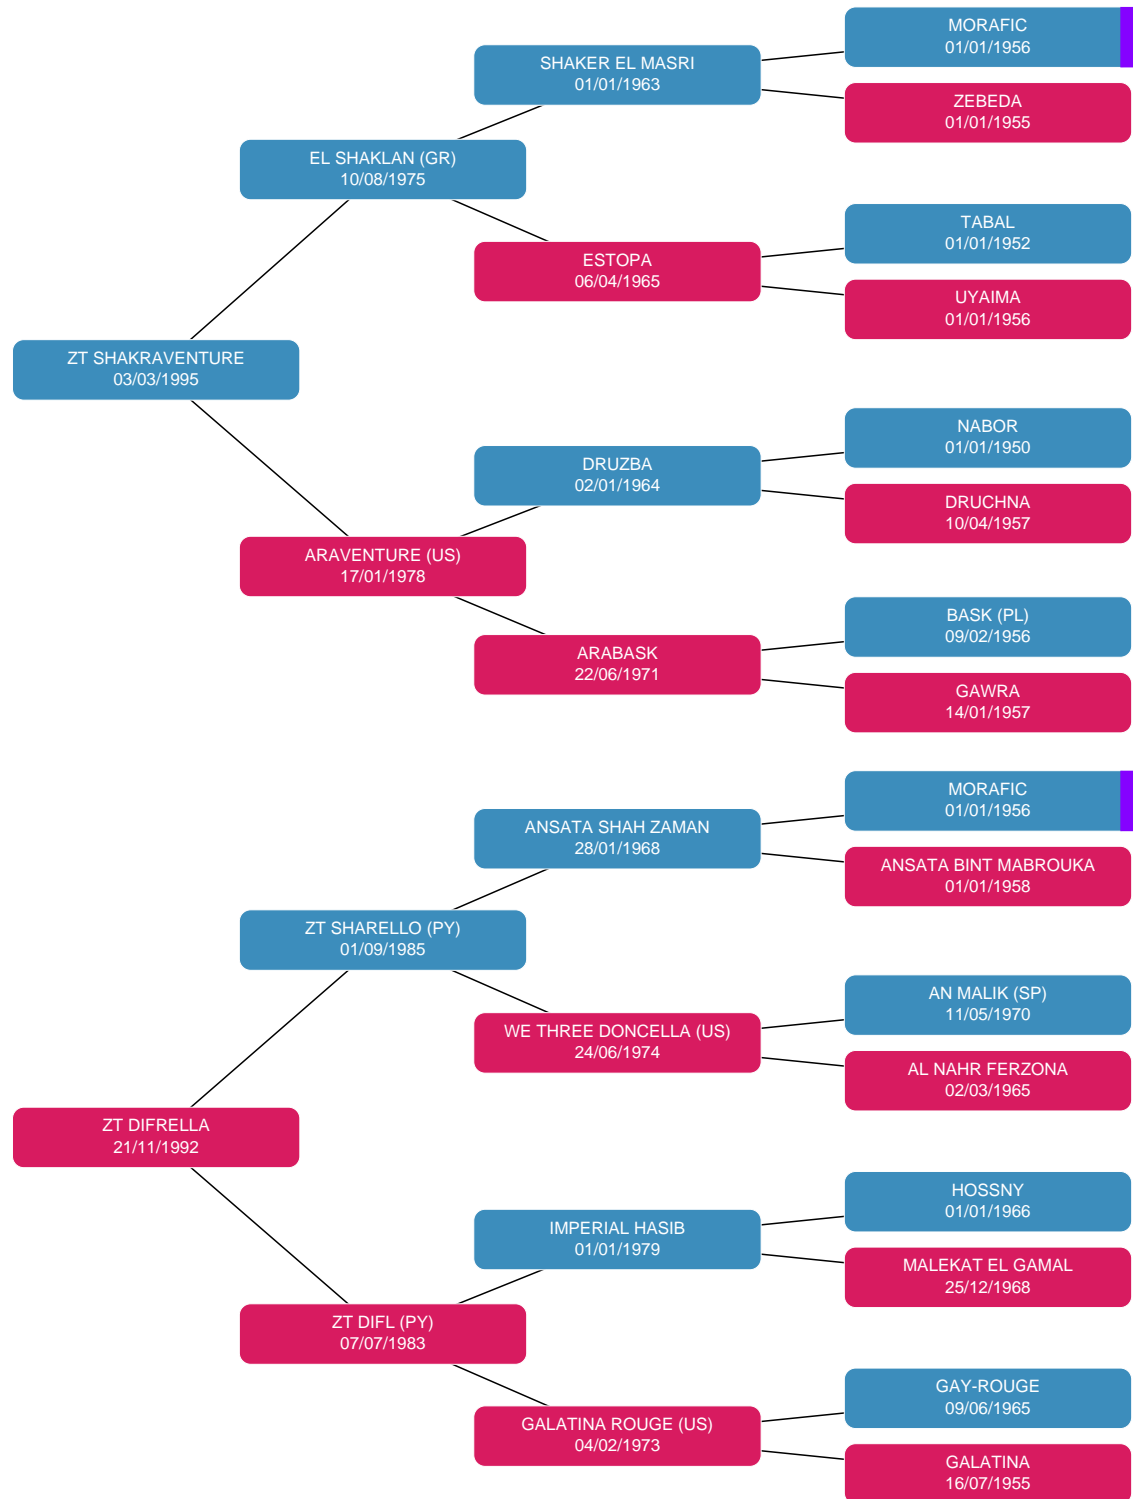 MORAFIC
01/01/1956
SHAKER EL MASRI
01/01/1963
ZEBEDA
01/01/1955
EL SHAKLAN (GR)
10/08/1975
TABAL
01/01/1952
ESTOPA
06/04/1965
UYAIMA
01/01/1956
ZT SHAKRAVENTURE
03/03/1995
NABOR
01/01/1950
DRUZBA
02/01/1964
DRUCHNA
10/04/1957
ARAVENTURE (US)
17/01/1978
BASK (PL)
09/02/1956
ARABASK
22/06/1971
GAWRA
14/01/1957
MORAFIC
01/01/1956
ANSATA SHAH ZAMAN
28/01/1968
ANSATA BINT MABROUKA
01/01/1958
ZT SHARELLO (PY)
01/09/1985
AN MALIK (SP)
11/05/1970
WE THREE DONCELLA (US)
24/06/1974
AL NAHR FERZONA
02/03/1965
ZT DIFRELLA
21/11/1992
HOSSNY
01/01/1966
IMPERIAL HASIB
01/01/1979
MALEKAT EL GAMAL
25/12/1968
ZT DIFL (PY)
07/07/1983
GAY-ROUGE
09/06/1965
GALATINA ROUGE (US)
04/02/1973
GALATINA
16/07/1955